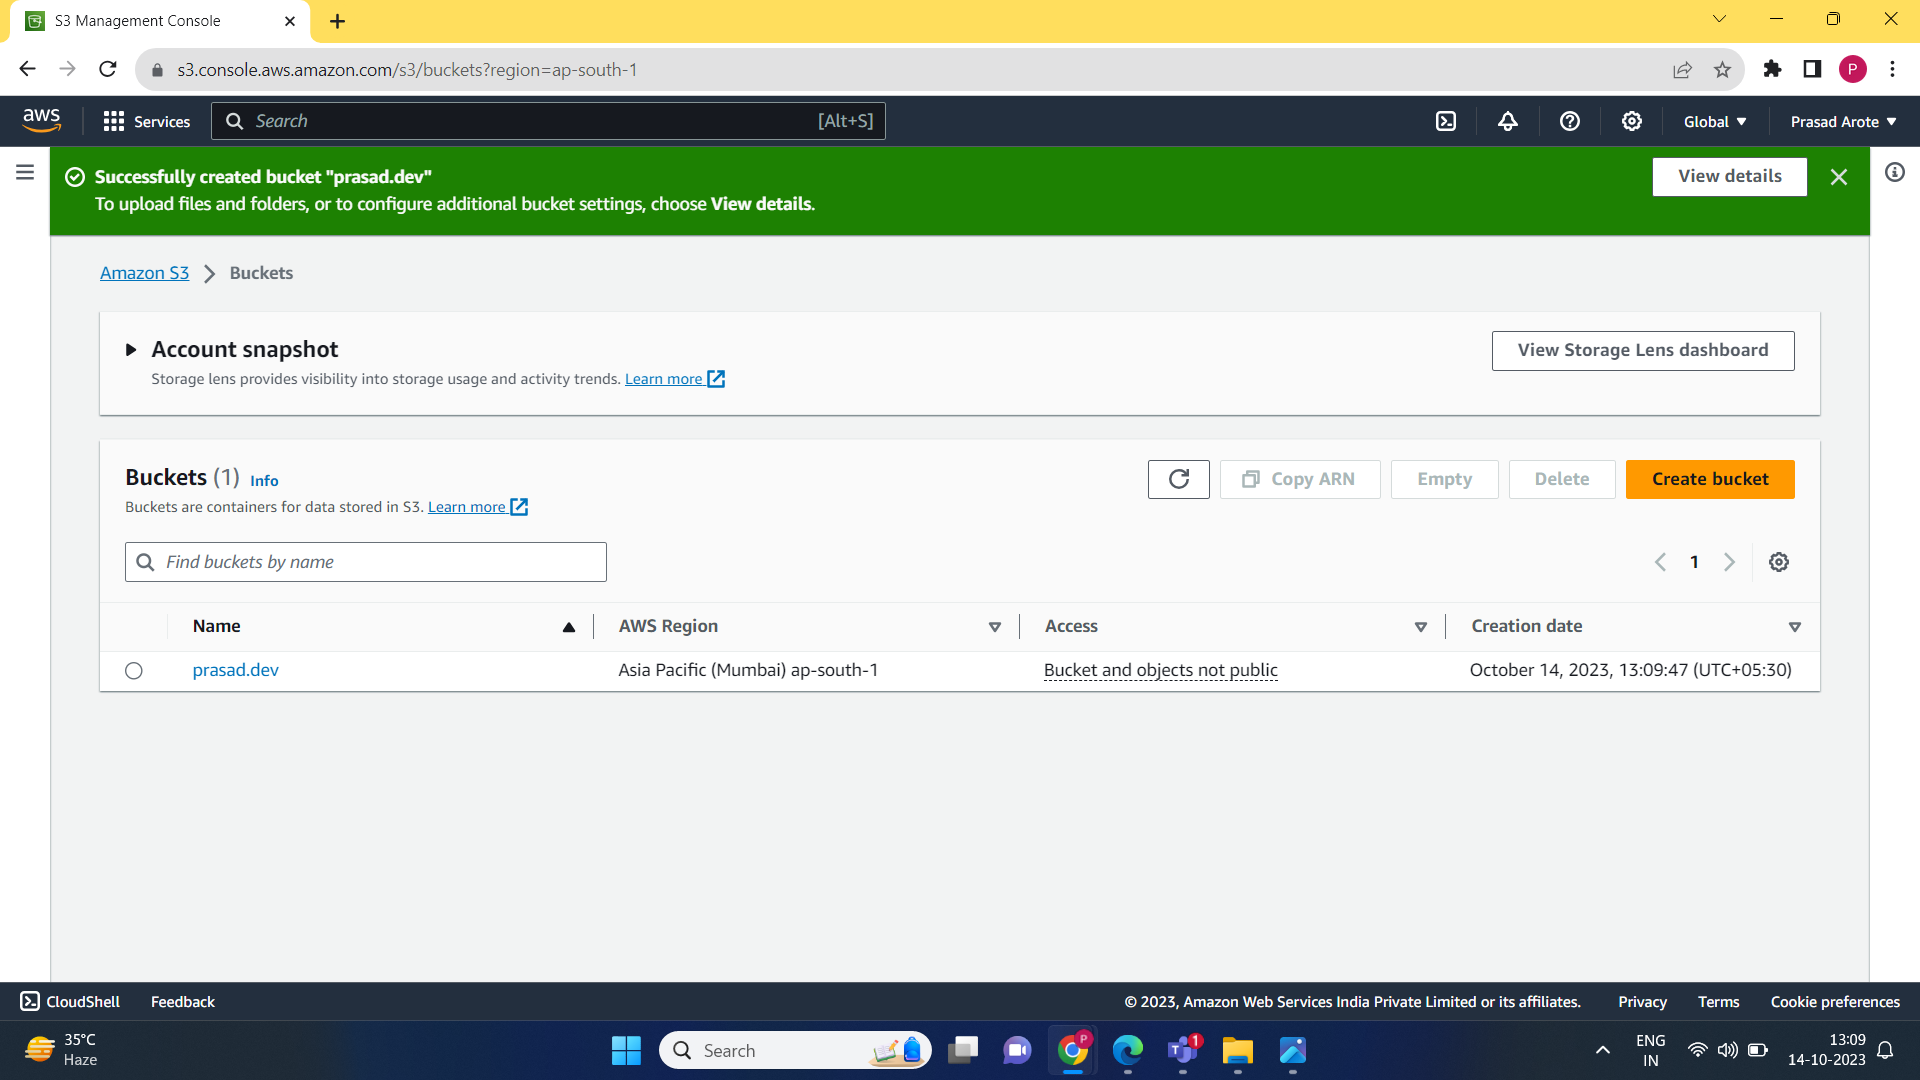 S3 Management Console
s3.console.aws.amazon.com/s3/buckets?region=ap-south-1
P
aws
Services
Search
[Alt+S]
Global
Prasad Arote
Successfully created bucket "prasad.dev"
To upload files and folders, or to configure additional bucket settings, choose View details.
View details
Amazon S3
Buckets
Account snapshot
Storage lens provides visibility into storage usage and activity trends. Learn more
View Storage Lens dashboard
Buckets (1) Info
Buckets are containers for data stored in S3. Learn more
Copy ARN
Empty
Delete
Create bucket
Find buckets by name
1
Name
AWS Region
Access
Creation date
prasad.dev
Asia Pacific (Mumbai) ap-south-1
Bucket and objects not public
October 14, 2023, 13:09:47 (UTC+05:30)
CloudShell
Feedback
© 2023, Amazon Web Services India Private Limited or its affiliates.
Privacy
Terms
Cookie preferences
35°C
Haze
Search
P
T
1
ENG
IN
13:09
14-10-2023